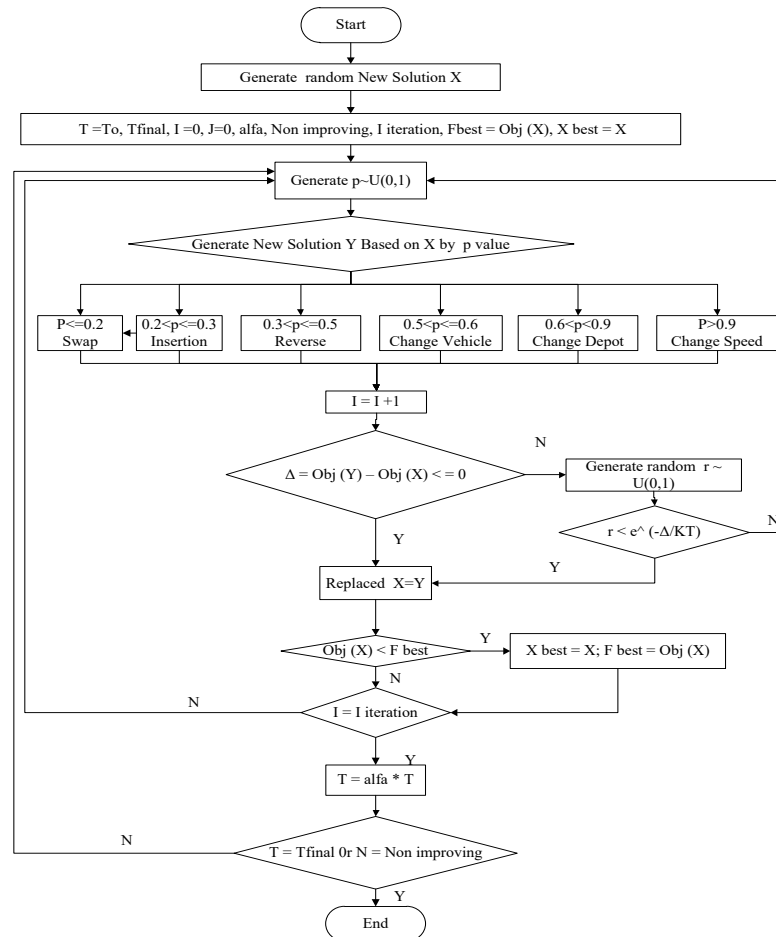 Start
Generate random New Solution X
T =To, Tfinal, I =0, J=0, alfa, Non improving, I iteration, Fbest = Obj (X), X best = X
Generate p~U(0,1)
Generate New Solution Y Based on X by p value
P<=0.2
Swap
0.2<p<=0.3
Insertion
0.3<p<=0.5
Reverse
0.5<p<=0.6
Change Vehicle
0.6<p<0.9
Change Depot
P>0.9
Change Speed
I = I +1
Δ = Obj (Y) – Obj (X) < = 0
N
Generate random r ~
U(0,1)
r < e^ (-Δ/KT)
N
Y
Y
Replaced X=Y
Obj (X) < F best
Y
X best = X; F best = Obj (X)
N
I = I iteration
N
Y
T = alfa * T
T = Tfinal 0r N = Non improving
N
Y
End